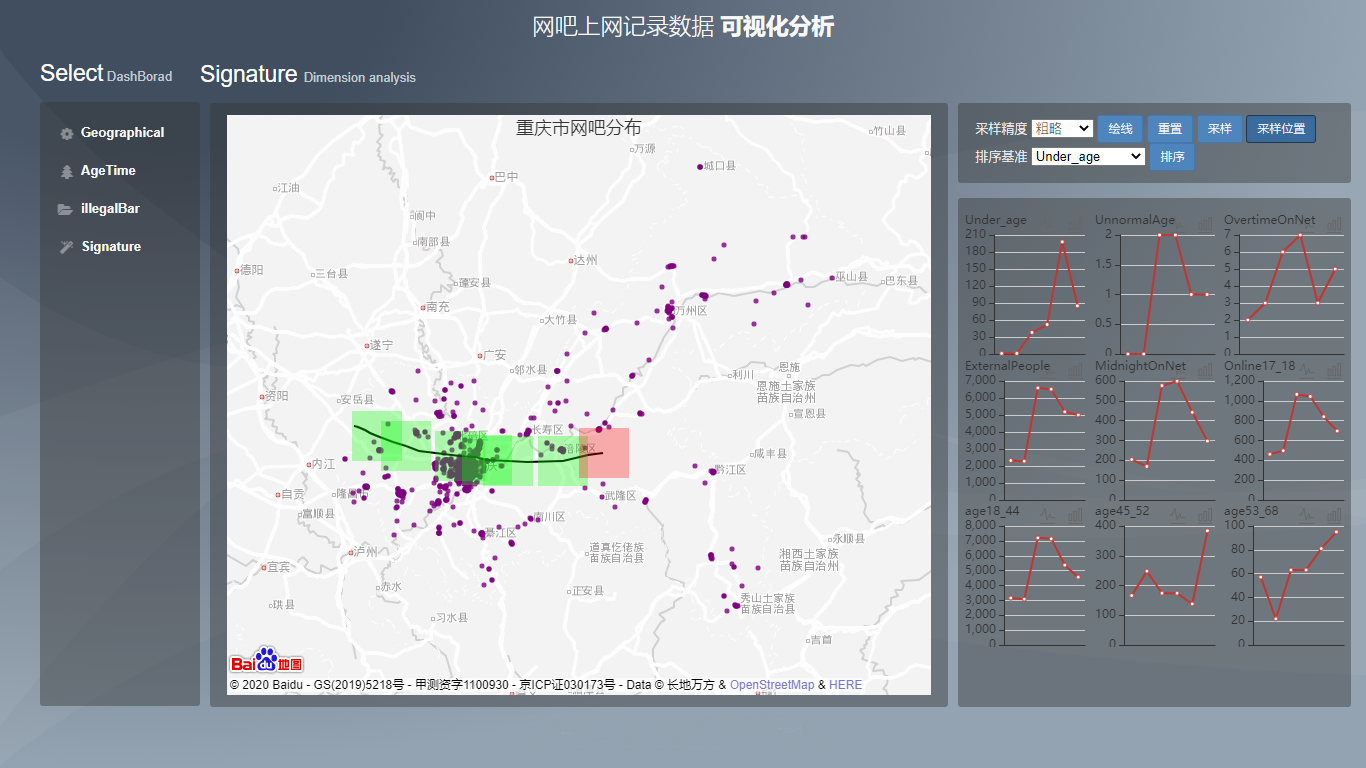 网吧上网记录数据 可视化分析
Select DashBorad
Signature Dimension analysis
Geographical
AgeTime
illegalBar
Signature
重庆市网吧分布
竹山县
万源
城口县
巴中
江油
阆中
南部县
达州
德阳
三台县
蓬安县
巫山县
巴东县
南充
万州区
大竹县
遂宁
广安
邻水县
利川
恩施
恩施土家族
苗族自治州
资阳
安岳县
宣恩县
长寿区
涪陵区
咸丰县
内江
黔江区
自贡
隆昌市
武隆区
富顺县
南川区
綦江区
永顺县
泸州
道真仡佬族
苗族自治县
湘西土家族
苗族自治州
宜宾
赤水
正安县
秀山土家族
苗族自治县
珙县
习水县
吉首
Bai du 地图
© 2020 Baidu - GS(2019)5218号 - 甲测资字1100930 - 京ICP证030173号 - Data © 长地万方 & OpenStreetMap & HERE
采样精度 粗略 绘线 重置 采样 采样位置
排序基准 Under_age 排序
Under_age
210
180
150
120
90
60
30
0
UnnormalAge
2
1.5
1
0.5
0
OvertimeOnNet
7
6
5
4
3
2
1
0
ExternalPeople
7,000
6,000
5,000
4,000
3,000
2,000
1,000
0
MidnightOnNet
600
500
400
300
200
100
0
Online17_18
1,200
1,000
800
600
400
200
0
age18_44
8,000
7,000
6,000
5,000
4,000
3,000
2,000
1,000
0
age45_52
400
300
200
100
0
age53_68
100
80
60
40
20
0